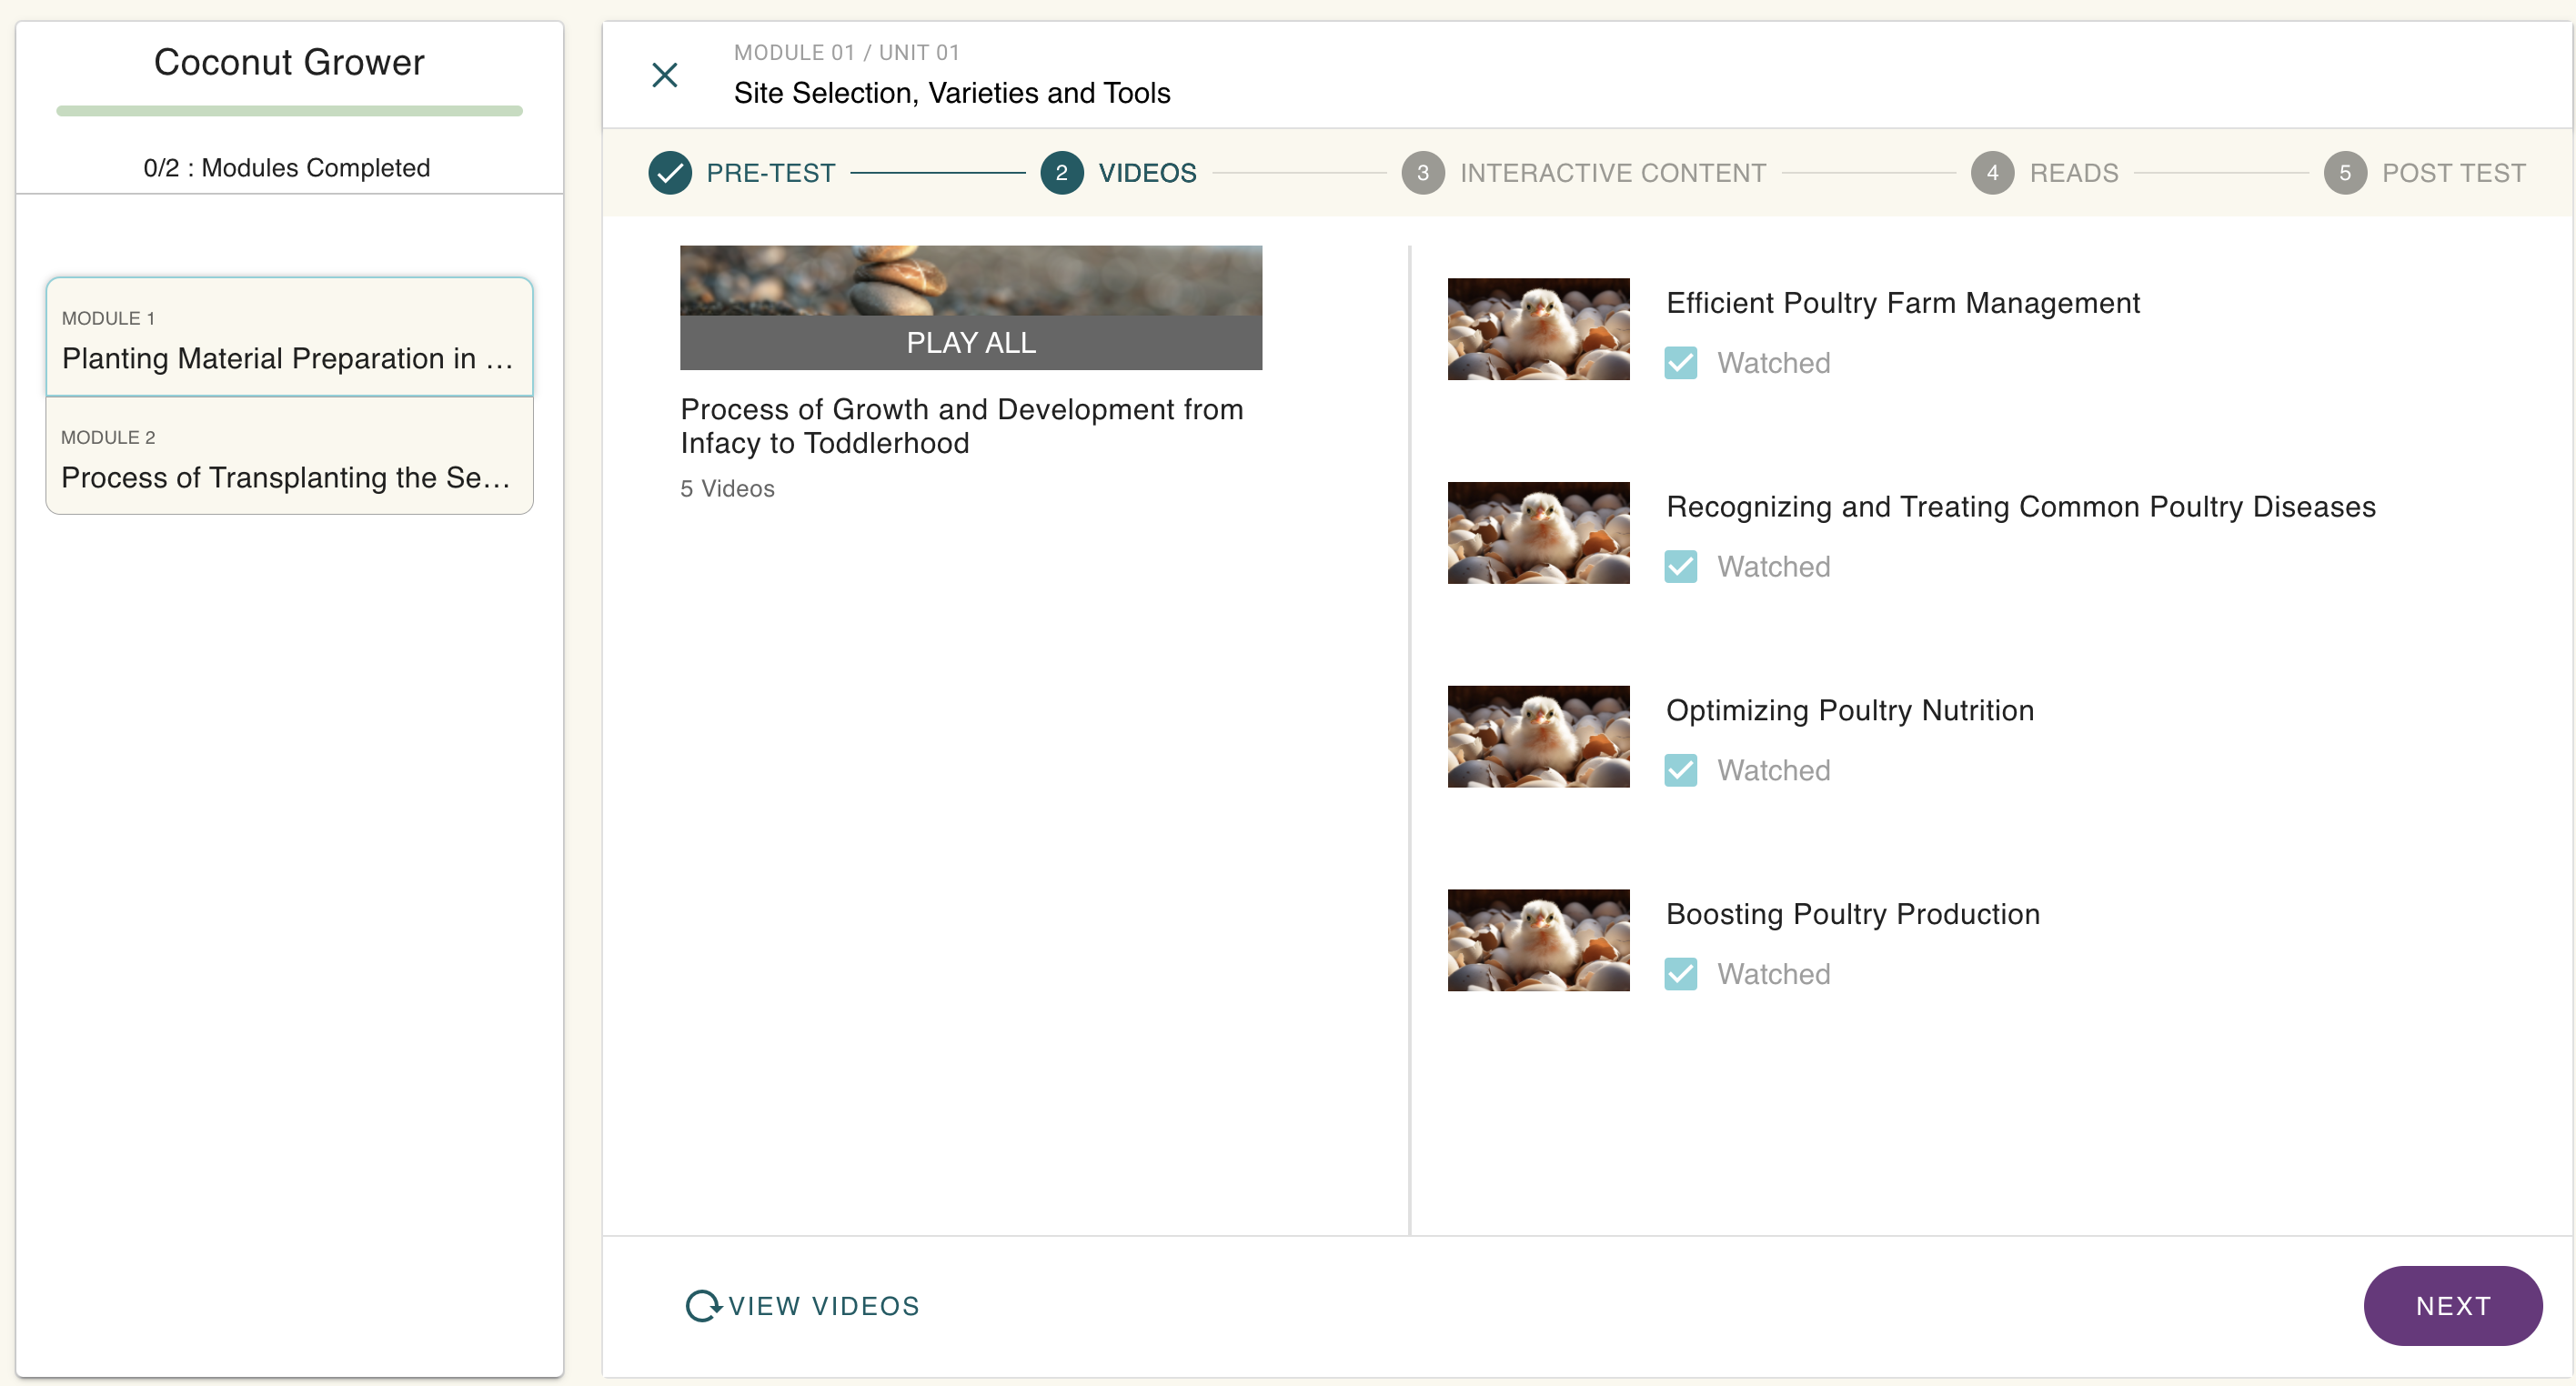 Coconut Grower
0/2 : Modules Completed
MODULE 1
Planting Material Preparation in ...
MODULE 2
Process of Transplanting the Se...
MODULE 01 / UNIT 01
Site Selection, Varieties and Tools
PRE-TEST
2 VIDEOS
3 INTERACTIVE CONTENT
4 READS
5 POST TEST
PLAY ALL
Process of Growth and Development from
Infacy to Toddlerhood
5 Videos
Efficient Poultry Farm Management
Watched
Recognizing and Treating Common Poultry Diseases
Watched
Optimizing Poultry Nutrition
Watched
Boosting Poultry Production
Watched
VIEW VIDEOS
NEXT